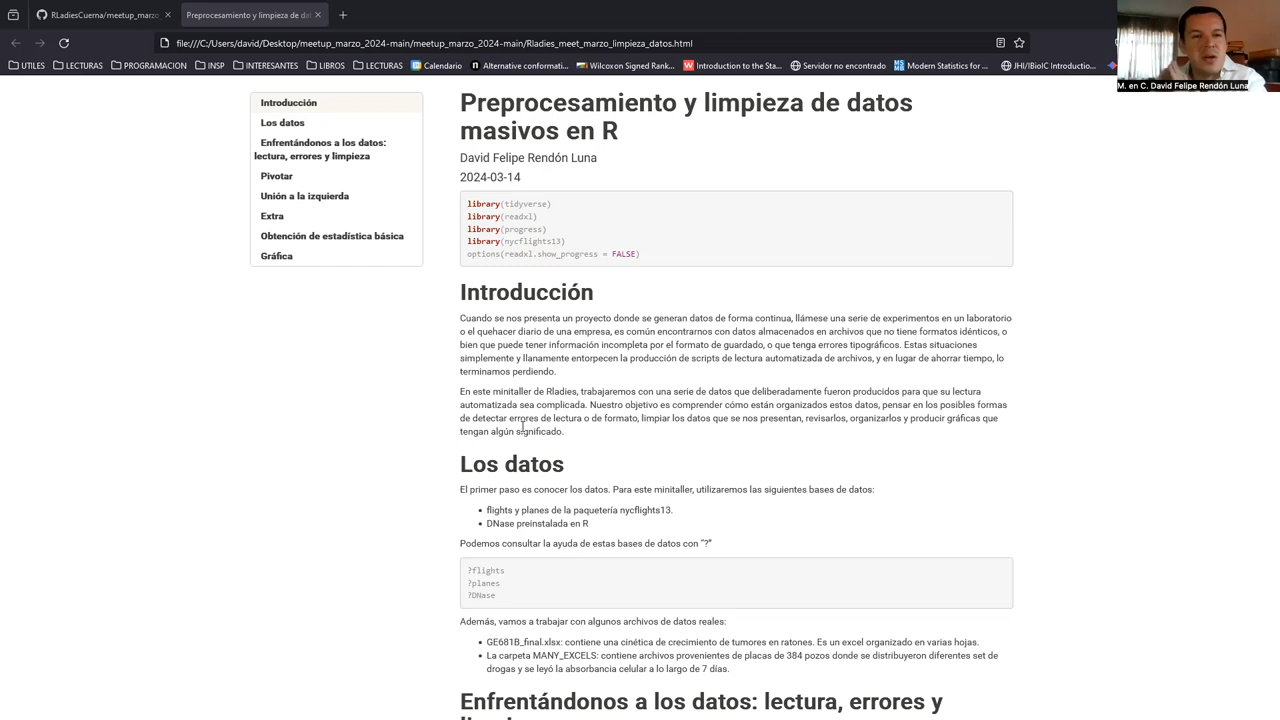 RLadiesCuerna/meetup_marzo_
Preprocesamiento y limpieza de dat
file:///C:/Users/david/Desktop/meetup_marzo_2024-main/meetup_marzo_2024-main/Rladies_meet_marzo_limpieza_datos.html
UTILES
LECTURAS
PROGRAMACION
INSP
INTERESANTES
LIBROS
LECTURAS
Calendario
Alternative conformati...
Wilcoxon Signed Rank...
Introduction to the Sta...
Servidor no encontrado
Modern Statistics for ...
JHI/IBioIC Introductio...
M. en C. David Felipe Rendón Luna
Introducción
Los datos
Enfrentándonos a los datos:
lectura, errores y limpieza
Pivotar
Unión a la izquierda
Extra
Obtención de estadística básica
Gráfica
Preprocesamiento y limpieza de datos
masivos en R
David Felipe Rendón Luna
2024-03-14
library(tidyverse)
library(readxl)
library(progress)
library(nycflights13)
options(readxl.show_progress = FALSE)
Introducción
Cuando se nos presenta un proyecto donde se generan datos de forma continua, llámese una serie de experimentos en un laboratorio
o el quehacer diario de una empresa, es común encontrarnos con datos almacenados en archivos que no tiene formatos idénticos, o
bien que puede tener información incompleta por el formato de guardado, o que tenga errores tipográficos. Estas situaciones
simplemente y llanamente entorpecen la producción de scripts de lectura automatizada de archivos, y en lugar de ahorrar tiempo, lo
terminamos perdiendo.
En este minitaller de Rladies, trabajaremos con una serie de datos que deliberadamente fueron producidos para que su lectura
automatizada sea complicada. Nuestro objetivo es comprender cómo están organizados estos datos, pensar en los posibles formas
de detectar errores de lectura o de formato, limpiar los datos que se nos presentan, revisarlos, organizarlos y producir gráficas que
tengan algún significado.
Los datos
El primer paso es conocer los datos. Para este minitaller, utilizaremos las siguientes bases de datos:
• flights y planes de la paquetería nycflights13.
• DNase preinstalada en R
Podemos consultar la ayuda de estas bases de datos con "?"
?flights
?planes
?DNase
Además, vamos a trabajar con algunos archivos de datos reales:
• GE681B_final.xlsx: contiene una cinética de crecimiento de tumores en ratones. Es un excel organizado en varias hojas.
• La carpeta MANY_EXCELS: contiene archivos provenientes de placas de 384 pozos donde se distribuyeron diferentes set de
drogas y se leyó la absorbancia celular a lo largo de 7 días.
Enfrentándonos a los datos: lectura, errores y